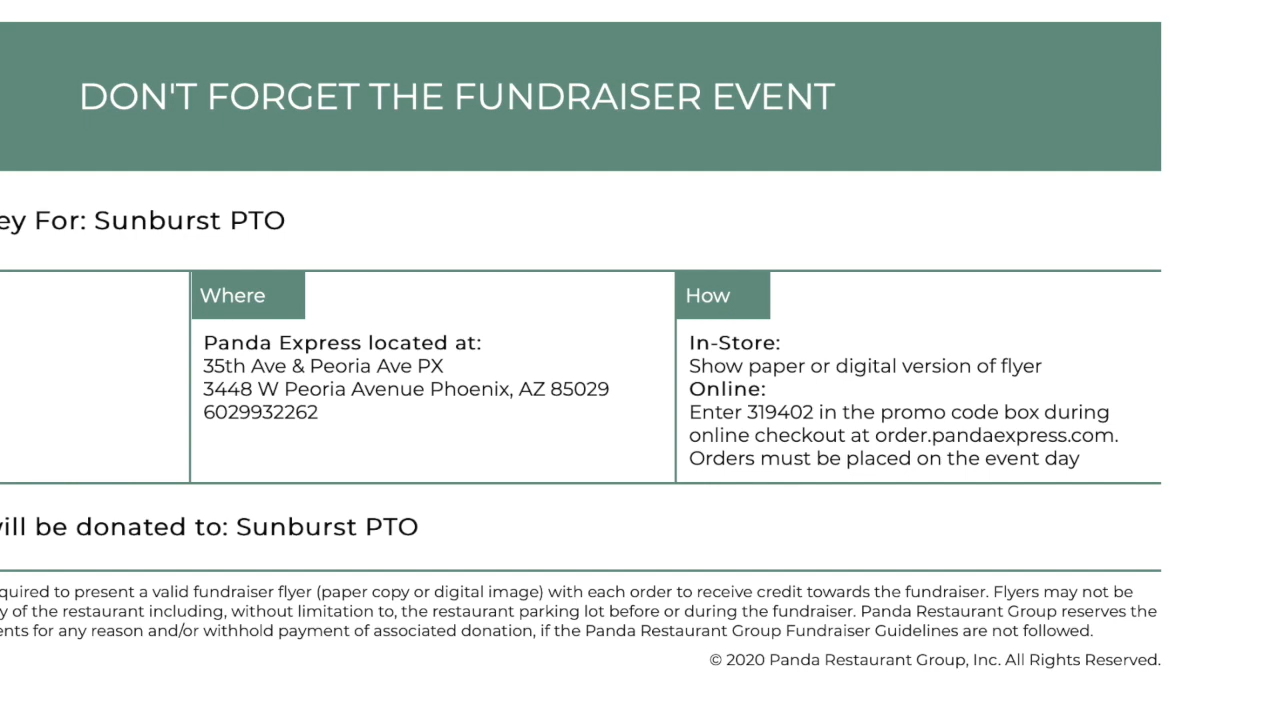 DON'T FORGET THE FUNDRAISER EVENT
For: Sunburst PTO
Where
Panda Express located at:
35th Ave & Peoria Ave PX
3448 W Peoria Avenue Phoenix, AZ 85029
6029932262
How
In-Store:
Show paper or digital version of flyer
Online:
Enter 319402 in the promo code box during
online checkout at order.pandaexpress.com.
Orders must be placed on the event day
will be donated to: Sunburst PTO
to present a valid fundraiser flyer (paper copy or digital image) with each order to receive credit towards the fundraiser. Flyers may not be
of the restaurant including, without limitation to, the restaurant parking lot before or during the fundraiser. Panda Restaurant Group reserves the
for any reason and/or withhold payment of associated donation, if the Panda Restaurant Group Fundraiser Guidelines are not followed.
© 2020 Panda Restaurant Group, Inc. All Rights Reserved.